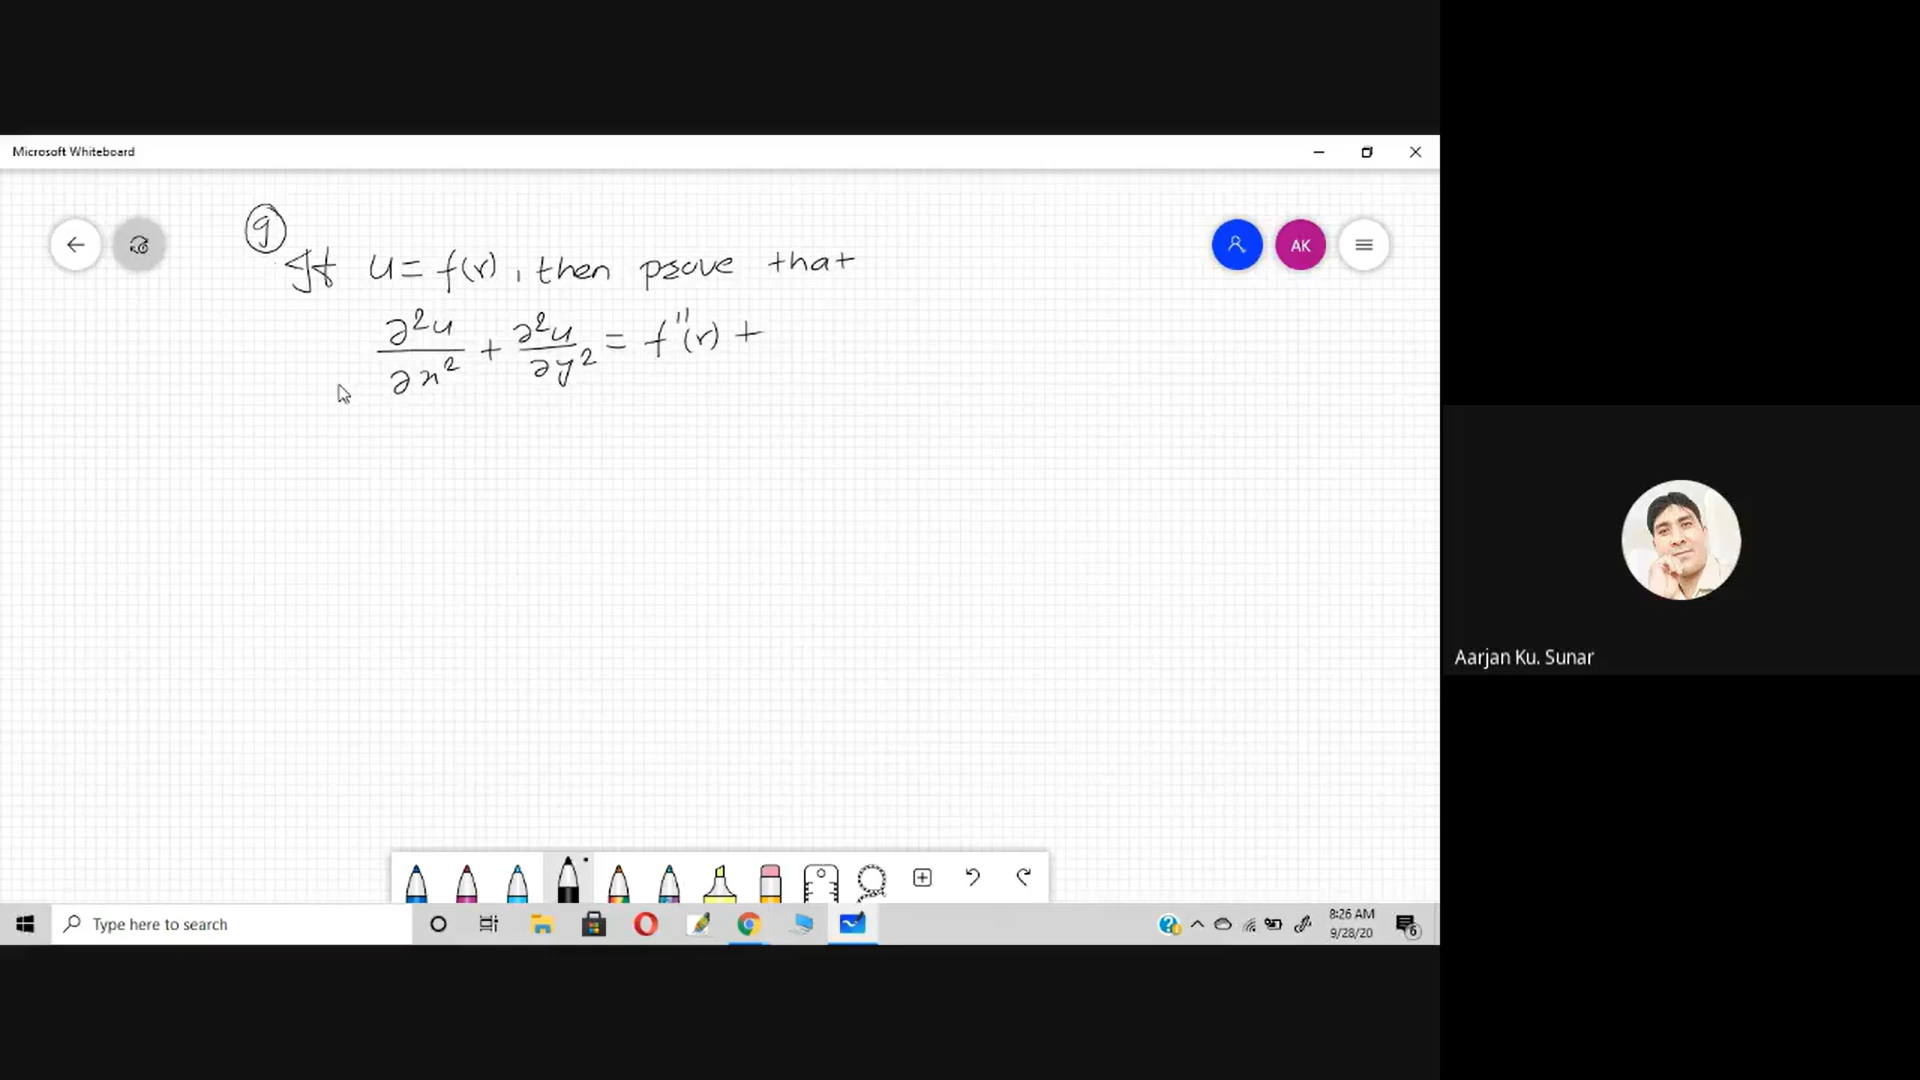 Microsoft Whiteboard
9
If u = f(r), then prove that
∂²u/∂x² + ∂²u/∂y² = f''(r) +
AK
Aarjan Ku. Sunar
Type here to search
8:26 AM
9/28/20
6